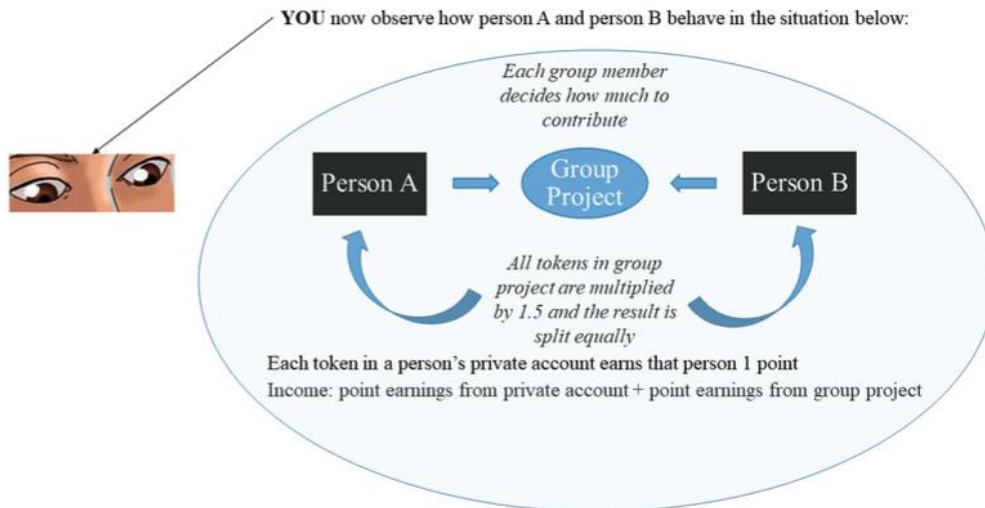 YOU now observe how person A and person B behave in the situation below:
Each group member
decides how much to
contribute
Person A
Group
Project
Person B
All tokens in group
project are multiplied
by 1.5 and the result is
split equally
Each token in a person's private account earns that person 1 point
Income: point earnings from private account + point earnings from group project